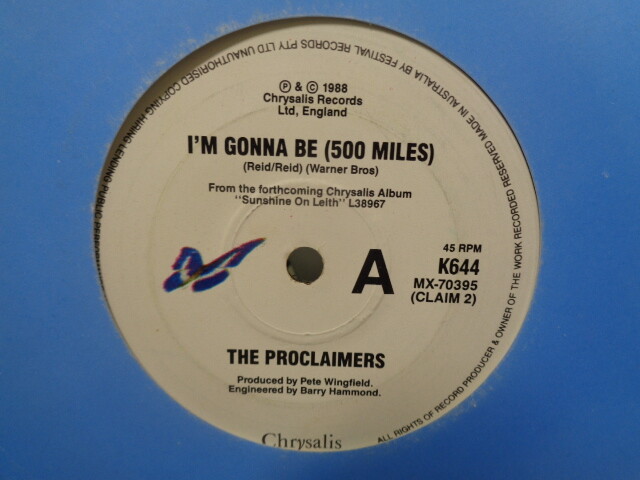 MADE IN AUSTRALIA BY FESTIVAL RECORDS PTY LTD UNAUTHORISED COPYING HIRING LENDING PUBLIC
℗ & © 1988
Chrysalis Records
Ltd, England
I'M GONNA BE (500 MILES)
(Reid/Reid) (Warner Bros)
From the forthcoming Chrysalis Album
"Sunshine On Leith" L38967
A
45 RPM
K644
MX-70395
(CLAIM 2)
THE PROCLAIMERS
Produced by Pete Wingfield.
Engineered by Barry Hammond.
Chrysalis
ALL RIGHTS OF RECORD PRODUCER & OWNER OF THE WORK RECORDED RESERVED